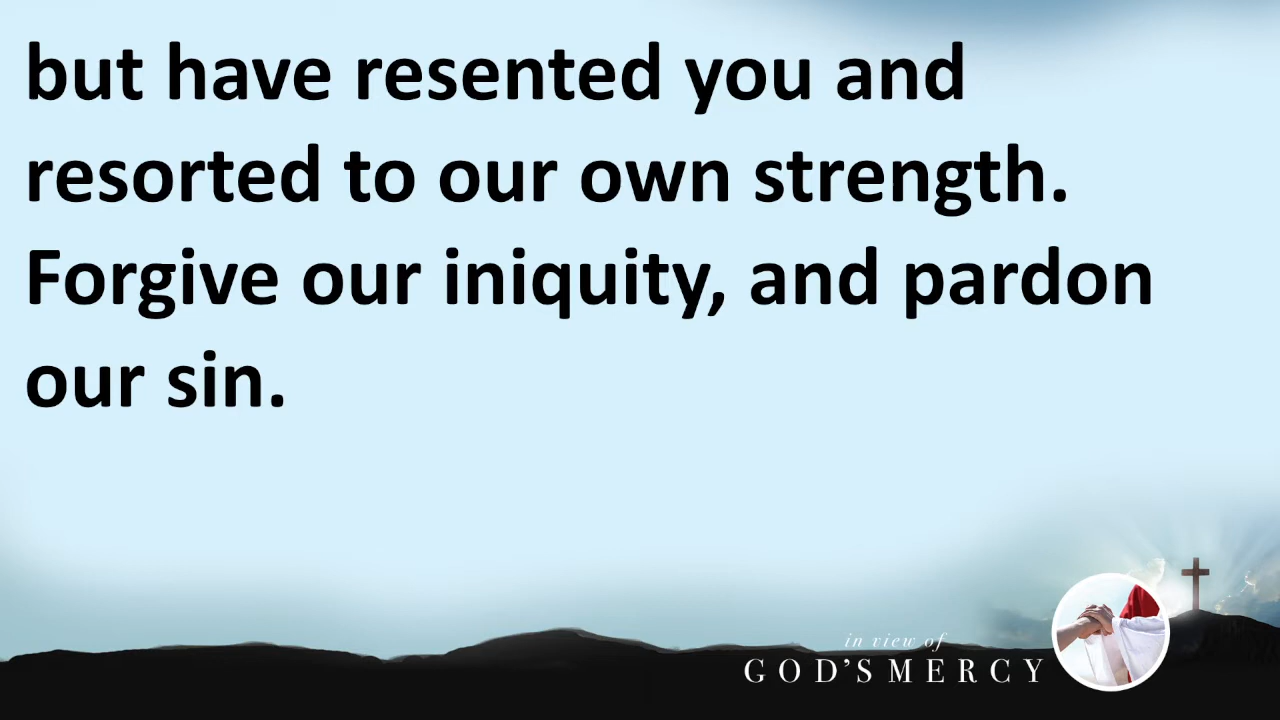 but have resented you and
resorted to our own strength.
Forgive our iniquity, and pardon
our sin.
in view of
GOD'S MERCY